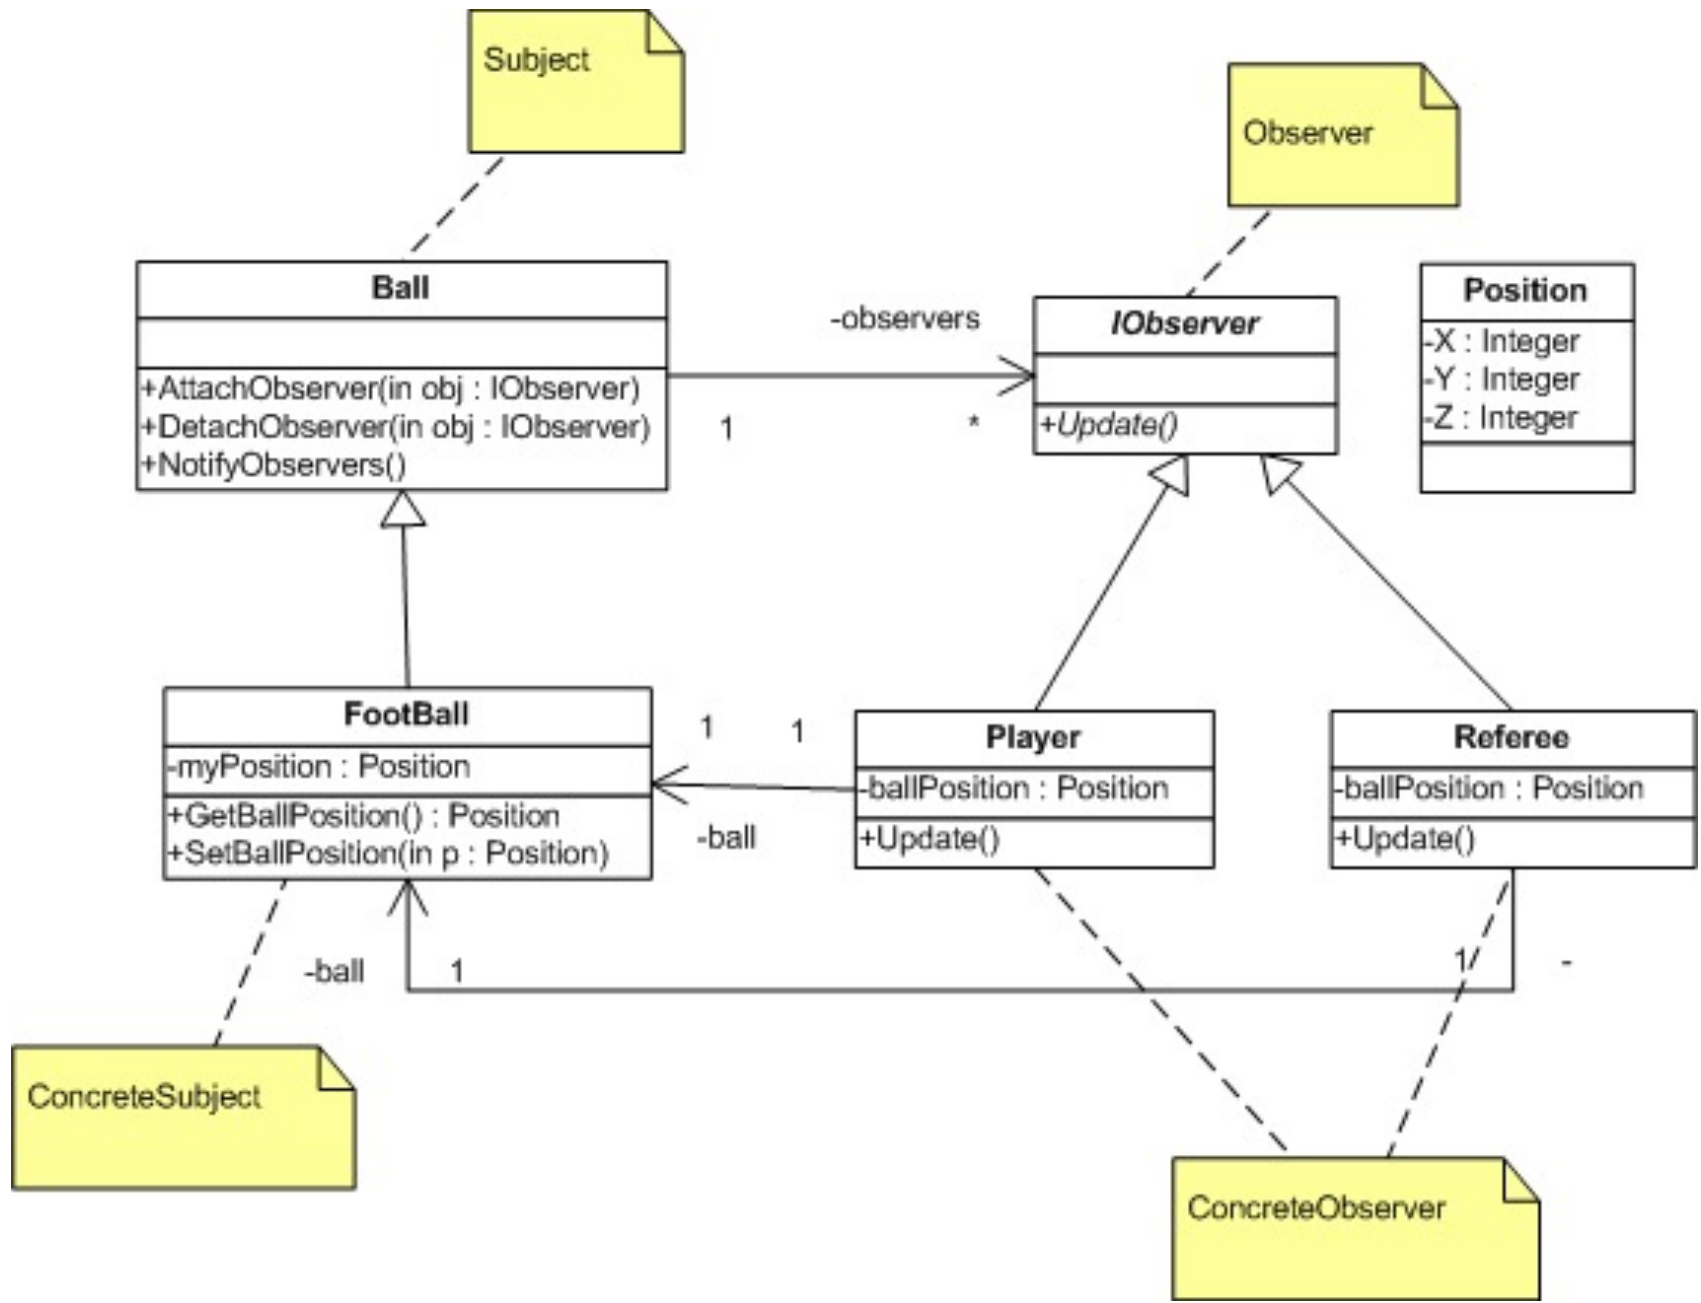 Subject
Observer
Ball
+AttachObserver(in obj : IObserver)
+DetachObserver(in obj : IObserver)
+NotifyObservers()
-observers
1
*
IObserver
+Update()
Position
-X : Integer
-Y : Integer
-Z : Integer
FootBall
-myPosition : Position
+GetBallPosition() : Position
+SetBallPosition(in p : Position)
1
1
-ball
Player
-ballPosition : Position
+Update()
Referee
-ballPosition : Position
+Update()
-ball
1
1
-
ConcreteSubject
ConcreteObserver